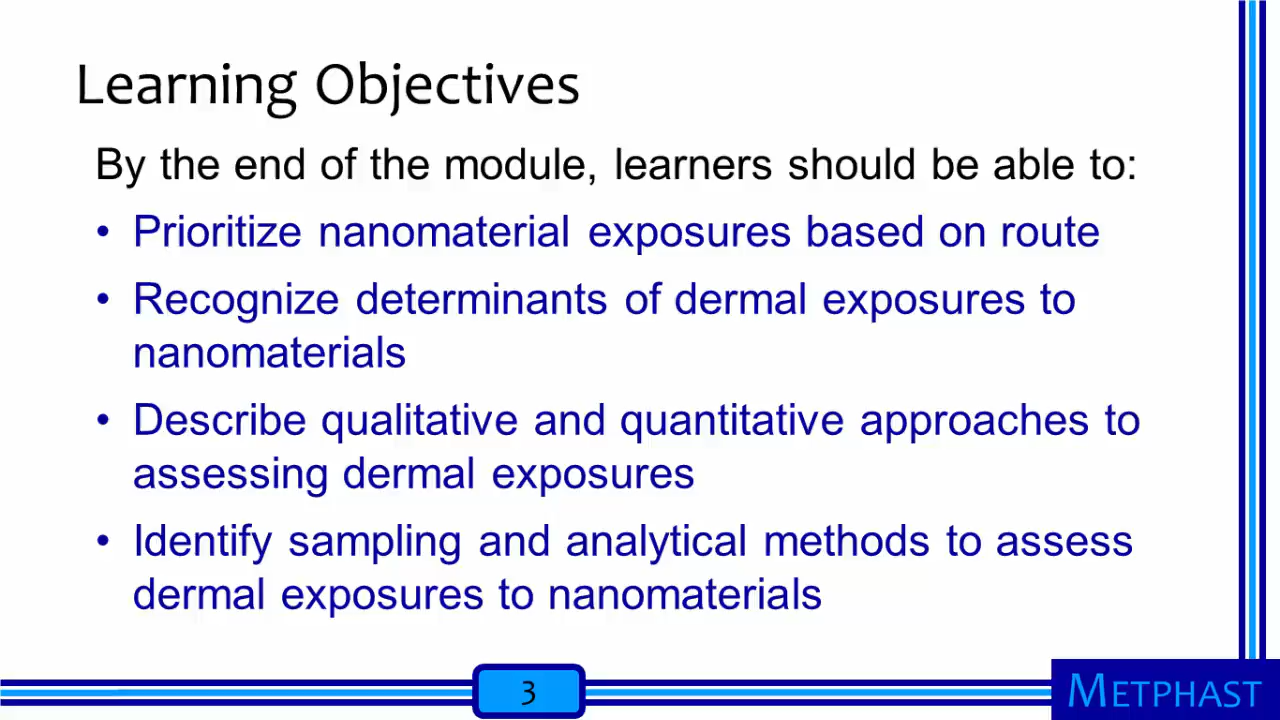 Learning Objectives
By the end of the module, learners should be able to:
• Prioritize nanomaterial exposures based on route
• Recognize determinants of dermal exposures to
nanomaterials
• Describe qualitative and quantitative approaches to
assessing dermal exposures
• Identify sampling and analytical methods to assess
dermal exposures to nanomaterials
3
METPHAST